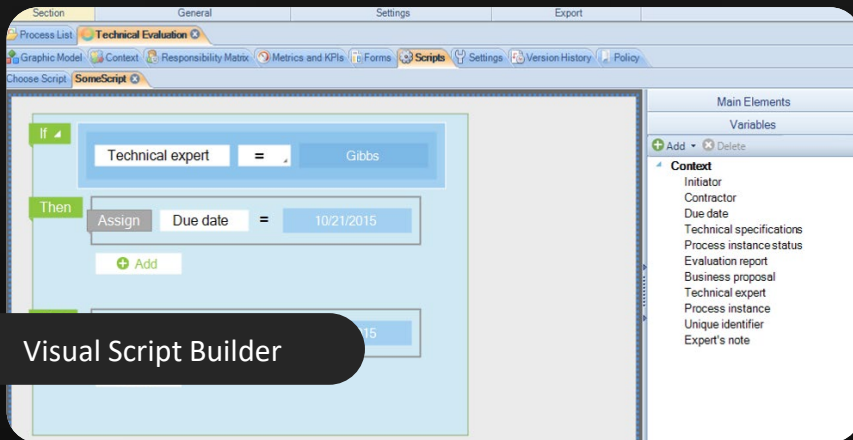 Section General Settings Export
Process List Technical Evaluation
Graphic Model Context Responsibility Matrix Metrics and KPIs Forms Scripts Settings Version History Policy
Choose Script SomeScript
Main Elements
Variables
Add Delete
Context
Initiator
Contractor
Due date
Technical specifications
Process instance status
Evaluation report
Business proposal
Technical expert
Process instance
Unique identifier
Expert's note
If
Technical expert = Gibbs
Then
Assign Due date = 10/21/2015
Add
15
Visual Script Builder